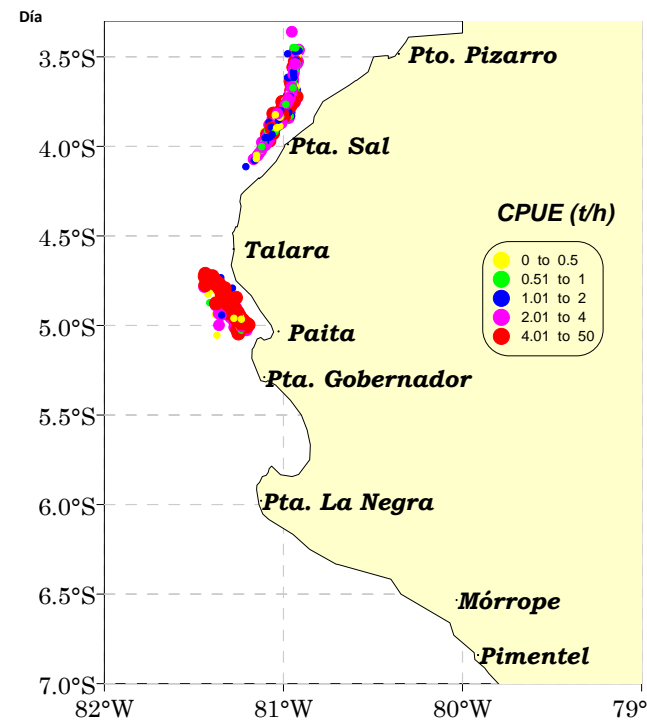 Día
3.5°S
Pto. Pizarro
4.0°S
Pta. Sal
CPUE (t/h)
4.5°S
Talara
0 to 0.5
0.51 to 1
1.01 to 2
2.01 to 4
4.01 to 50
5.0°S
Paita
Pta. Gobernador
5.5°S
6.0°S
Pta. La Negra
6.5°S
Mórrope
Pimentel
7.0°S
82°W 81°W 80°W 79°